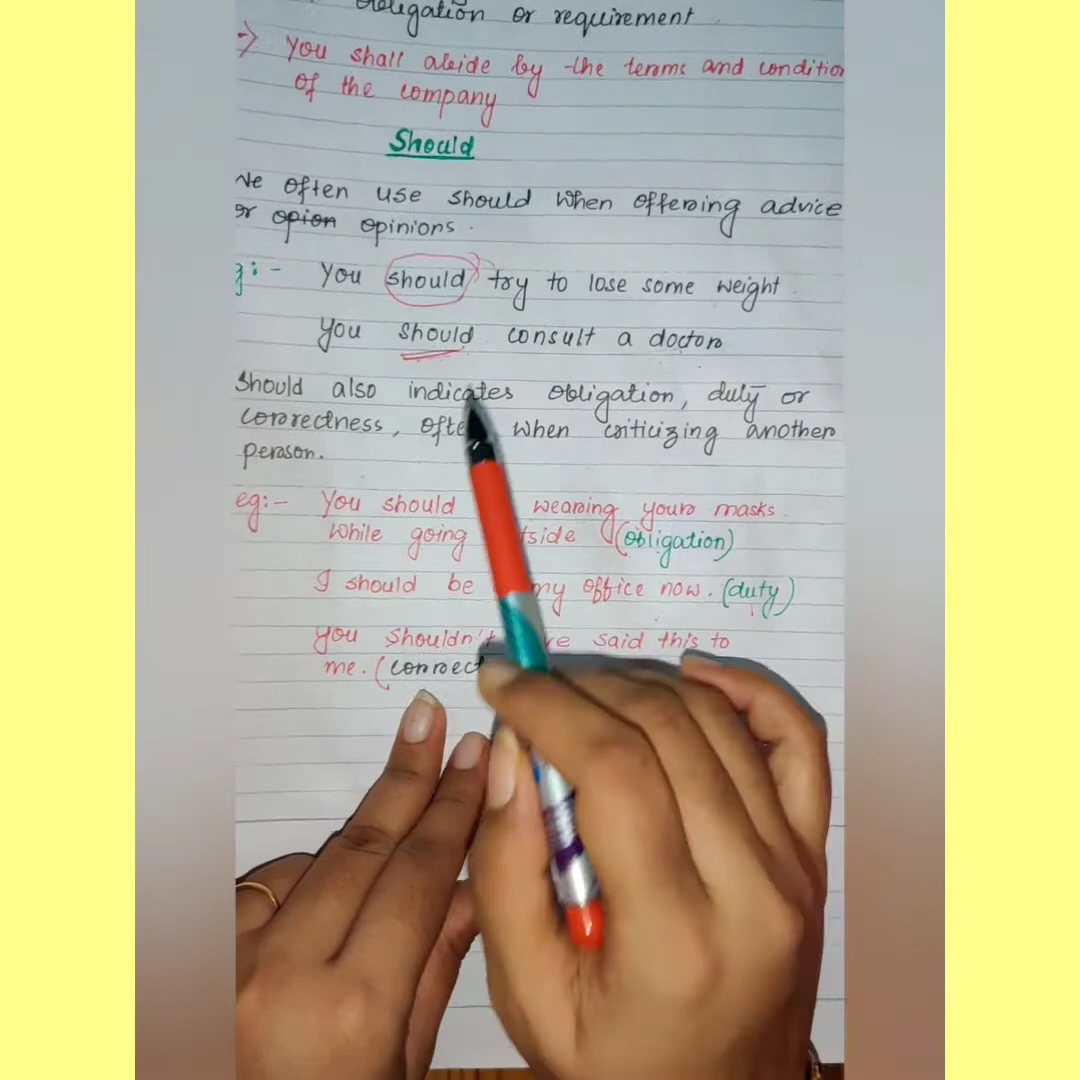 obligation or requirement
→ You shall abide by the terms and condition
of the company
Should
We often use should when offering advice
or opion opinions.
g:- You should try to lose some weight.
You should consult a doctor
Should also indicates obligation, duty or
correctness, often when criticizing another
person.
eg:- You should wearing your masks.
while going (obligation)
I should be my office now. (duty)
you shouldn't said this to
me. (correct